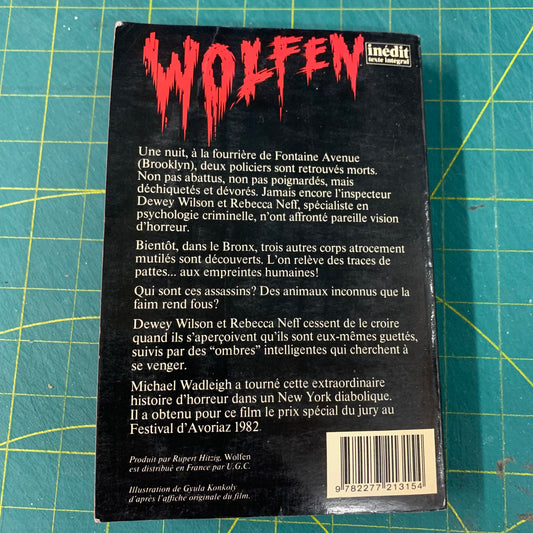 WOLFEN
inédit
texte intégral
Une nuit, à la fourrière de Fontaine Avenue
(Brooklyn), deux policiers sont retrouvés morts.
Non pas abattus, non pas poignardés, mais
déchiquetés et dévorés. Jamais encore l'inspecteur
Dewey Wilson et Rebecca Neff, spécialiste en
psychologie criminelle, n'ont affronté pareille vision
d'horreur.
Bientôt, dans le Bronx, trois autres corps atrocement
mutilés sont découverts. L'on relève des traces de
pattes... aux empreintes humaines!
Qui sont ces assassins? Des animaux inconnus que la
faim rend fous?
Dewey Wilson et Rebecca Neff cessent de le croire
quand ils s'aperçoivent qu'ils sont eux-mêmes guettés,
suivis par des "ombres" intelligentes qui cherchent à
se venger.
Michael Wadleigh a tourné cette extraordinaire
histoire d'horreur dans un New York diabolique.
Il a obtenu pour ce film le prix spécial du jury au
Festival d'Avoriaz 1982.
Produit par Rupert Hitzig, Wolfen
est distribué en France par U.G.C.
Illustration de Gyula Konkoly
d'après l'affiche originale du film.
9 782277 213154